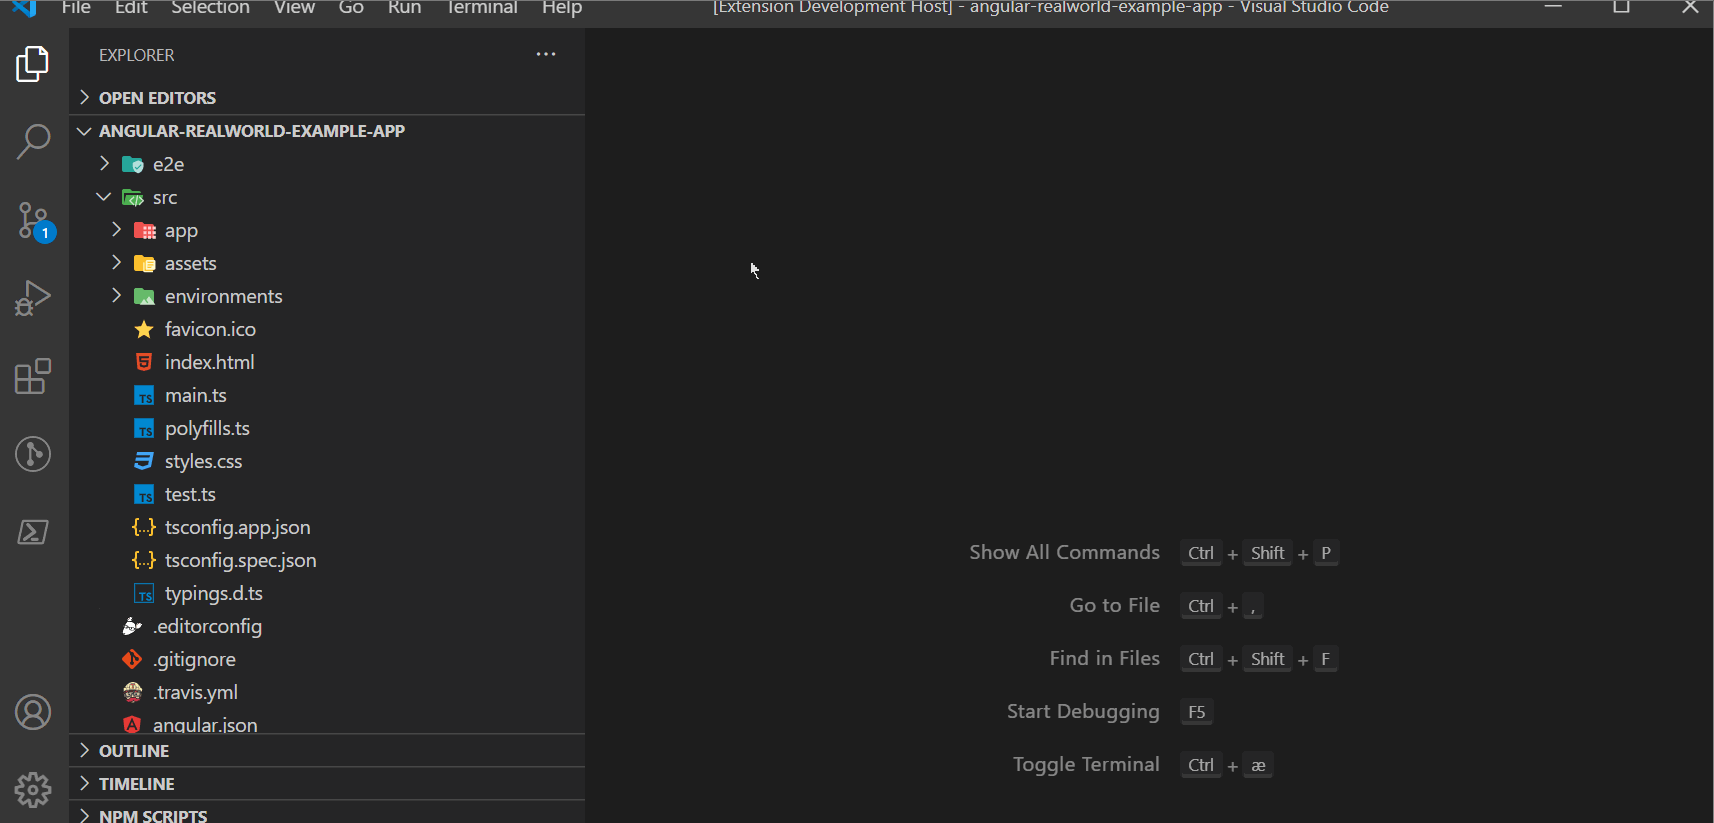 File Edit Selection View Go Run Terminal Help [Extension Development Host] - angular-realworld-example-app - Visual Studio Code
EXPLORER
OPEN EDITORS
ANGULAR-REALWORLD-EXAMPLE-APP
e2e
src
app
assets
environments
favicon.ico
index.html
main.ts
polyfills.ts
styles.css
test.ts
tsconfig.app.json
tsconfig.spec.json
typings.d.ts
.editorconfig
.gitignore
.travis.yml
angular.json
OUTLINE
TIMELINE
NPM SCRIPTS
1
Show All Commands Ctrl + Shift + P
Go to File Ctrl + ,
Find in Files Ctrl + Shift + F
Start Debugging F5
Toggle Terminal Ctrl + æ